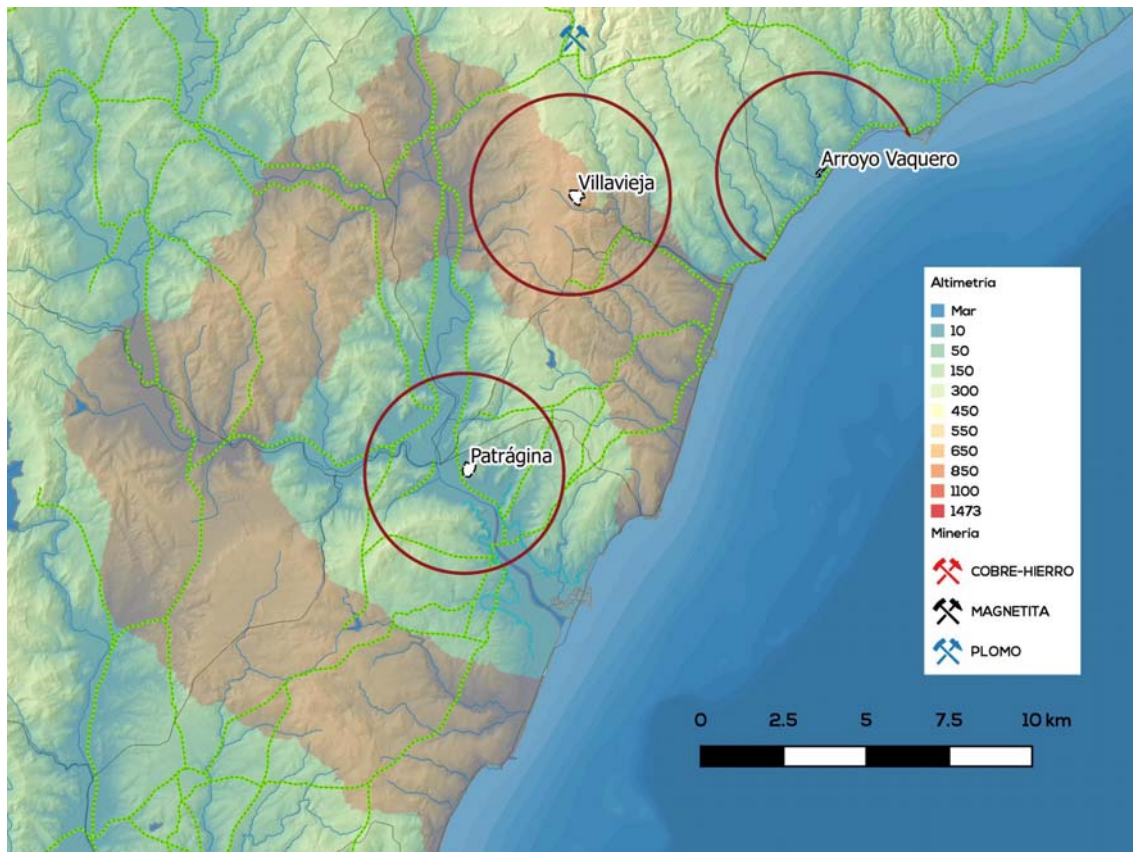 Villavieja
Arroyo Vaquero
Patrágina
Altimetría
Mar
10
50
150
300
450
550
650
850
1100
1473
Minería
COBRE-HIERRO
MAGNETITA
PLOMO
0 2.5 5 7.5 10 km